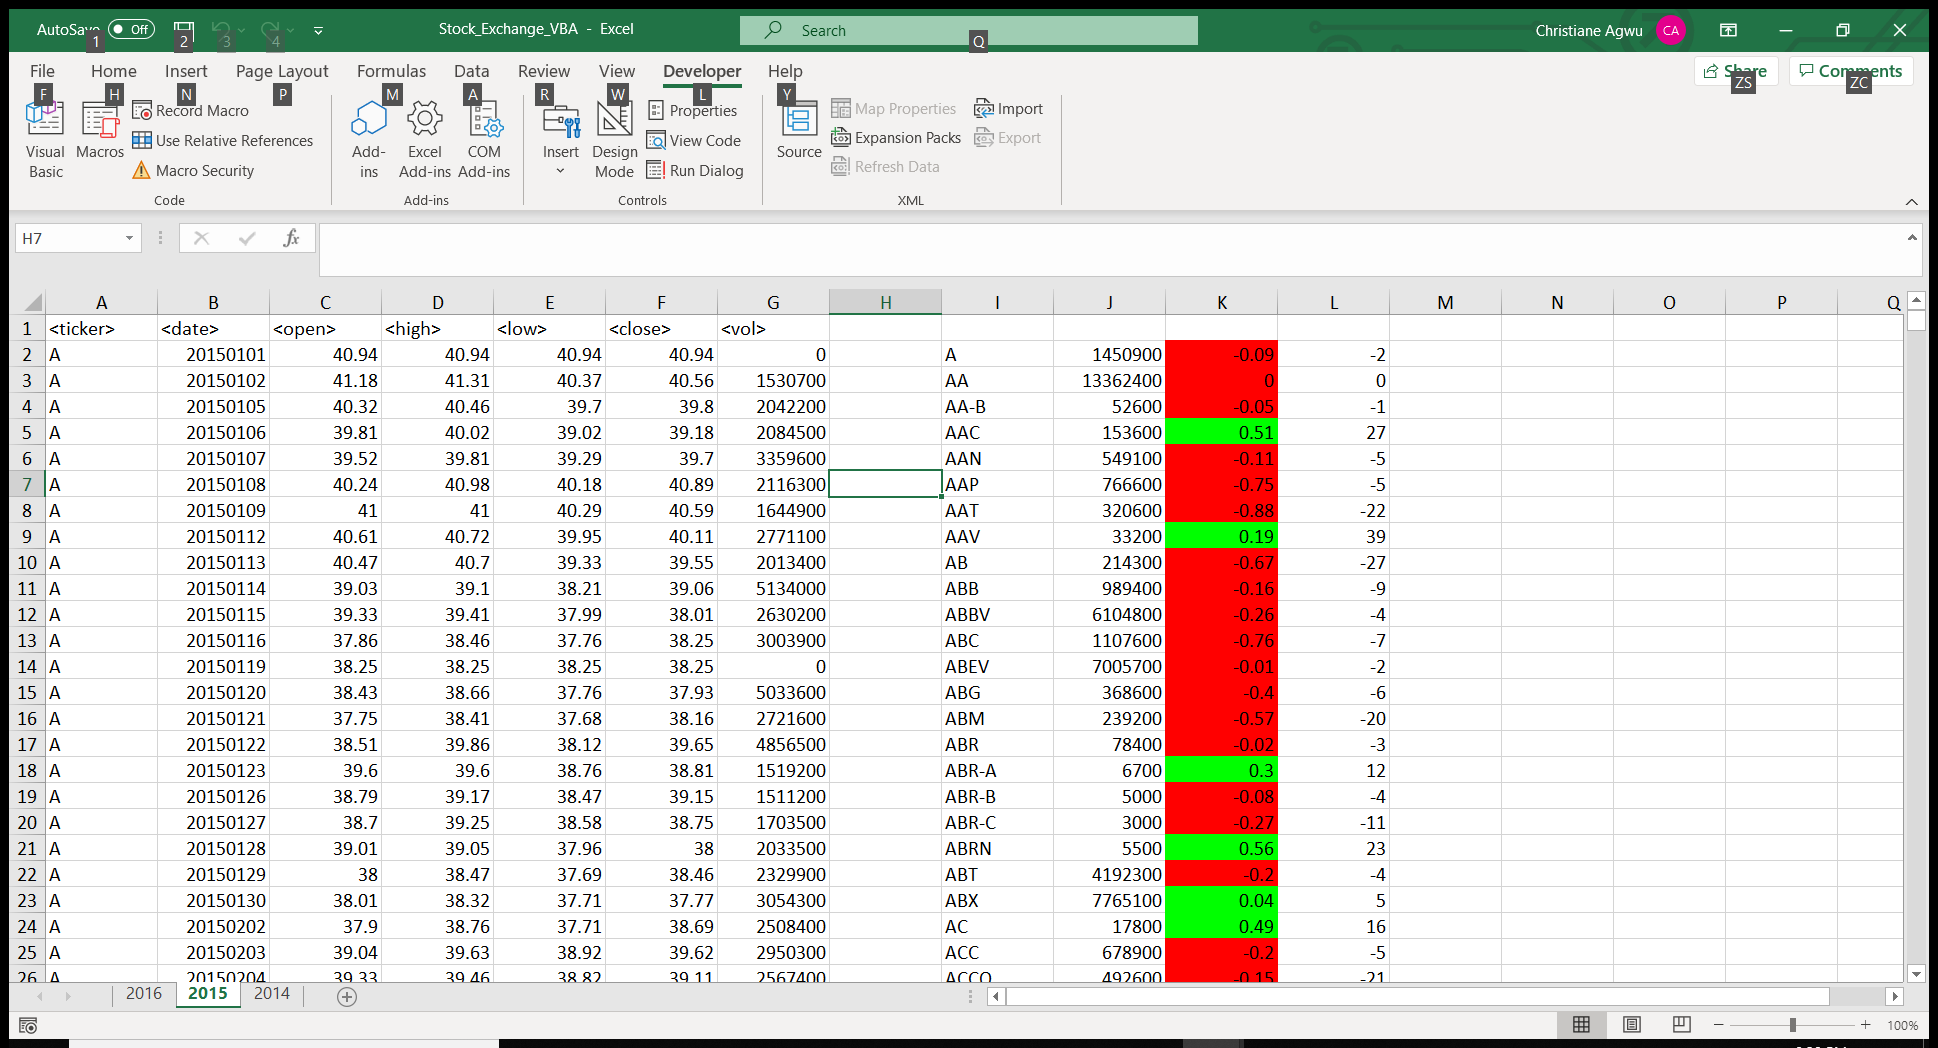 AutoSave Off Stock_Exchange_VBA - Excel Search Christiane Agwu CA
1 2 3 4 Q
File Home Insert Page Layout Formulas Data Review View Developer Help Share Comments
F H N P M A R W L Y ZS ZC
Record Macro Properties Map Properties Import
Use Relative References View Code Expansion Packs Export
Macro Security Run Dialog Refresh Data
Visual Basic Macros Add-ins Excel Add-ins COM Add-ins Insert Design Mode Source
Code Add-ins Controls XML
H7 fx
A B C D E F G H I J K L M N O P Q
1 <ticker> <date> <open> <high> <low> <close> <vol>
2 A 20150101 40.94 40.94 40.94 40.94 0 A 1450900 -0.09 -2
3 A 20150102 41.18 41.31 40.37 40.56 1530700 AA 13362400 0 0
4 A 20150105 40.32 40.46 39.7 39.8 2042200 AA-B 52600 -0.05 -1
5 A 20150106 39.81 40.02 39.02 39.18 2084500 AAC 153600 0.51 27
6 A 20150107 39.52 39.81 39.29 39.7 3359600 AAN 549100 -0.11 -5
7 A 20150108 40.24 40.98 40.18 40.89 2116300 AAP 766600 -0.75 -5
8 A 20150109 41 41 40.29 40.59 1644900 AAT 320600 -0.88 -22
9 A 20150112 40.61 40.72 39.95 40.11 2771100 AAV 33200 0.19 39
10 A 20150113 40.47 40.7 39.33 39.55 2013400 AB 214300 -0.67 -27
11 A 20150114 39.03 39.1 38.21 39.06 5134000 ABB 989400 -0.16 -9
12 A 20150115 39.33 39.41 37.99 38.01 2630200 ABBV 6104800 -0.26 -4
13 A 20150116 37.86 38.46 37.76 38.25 3003900 ABC 1107600 -0.76 -7
14 A 20150119 38.25 38.25 38.25 38.25 0 ABEV 7005700 -0.01 -2
15 A 20150120 38.43 38.66 37.76 37.93 5033600 ABG 368600 -0.4 -6
16 A 20150121 37.75 38.41 37.68 38.16 2721600 ABM 239200 -0.57 -20
17 A 20150122 38.51 39.86 38.12 39.65 4856500 ABR 78400 -0.02 -3
18 A 20150123 39.6 39.6 38.76 38.81 1519200 ABR-A 6700 0.3 12
19 A 20150126 38.79 39.17 38.47 39.15 1511200 ABR-B 5000 -0.08 -4
20 A 20150127 38.7 39.25 38.58 38.75 1703500 ABR-C 3000 -0.27 -11
21 A 20150128 39.01 39.05 37.96 38 2033500 ABRN 5500 0.56 23
22 A 20150129 38 38.47 37.69 38.46 2329900 ABT 4192300 -0.2 -4
23 A 20150130 38.01 38.32 37.71 37.77 3054300 ABX 7765100 0.04 5
24 A 20150202 37.9 38.76 37.71 38.69 2508400 AC 17800 0.49 16
25 A 20150203 39.04 39.63 38.92 39.62 2950300 ACC 678900 -0.2 -5
26 A 20150204 39.33 39.46 38.82 39.11 2567400 ACCO 492600 -0.15 -21
2016 2015 2014
100%